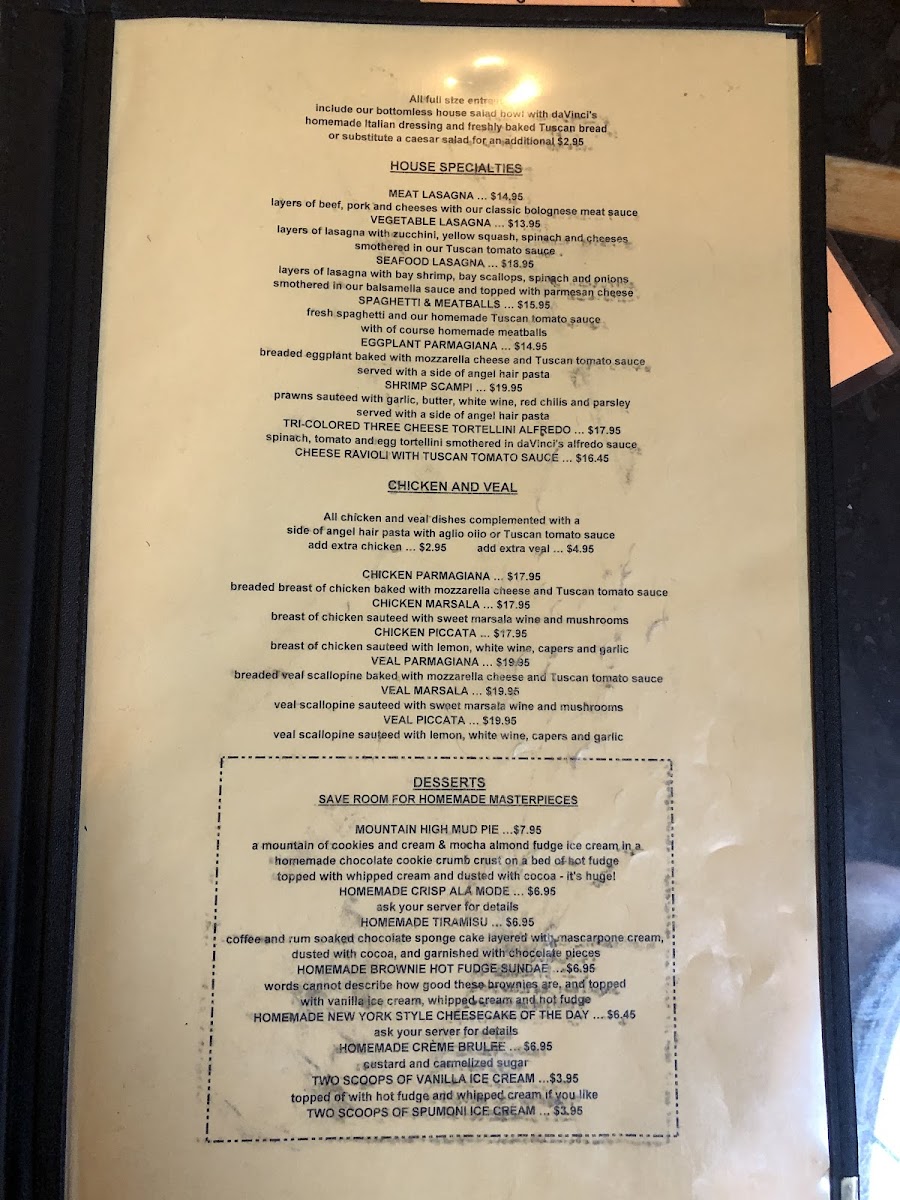 All full size entre
include our bottomless house salad bowl with daVinci's
homemade Italian dressing and freshly baked Tuscan bread
or substitute a caesar salad for an additional $2.95
HOUSE SPECIALTIES
MEAT LASAGNA ... $14.95
layers of beef, pork and cheeses with our classic bolognese meat sauce
VEGETABLE LASAGNA ... $13.95
layers of lasagna with zucchini, yellow squash, spinach and cheeses
smothered in our Tuscan tomato sauce
SEAFOOD LASAGNA ... $18.95
layers of lasagna with bay shrimp, bay scallops, spinach and onions
smothered in our balsamella sauce and topped with parmesan cheese
SPAGHETTI & MEATBALLS ... $15.95
fresh spaghetti and our homemade Tuscan tomato sauce
with of course homemade meatballs
EGGPLANT PARMAGIANA ... $14.95
breaded eggplant baked with mozzarella cheese and Tuscan tomato sauce
served with a side of angel hair pasta
SHRIMP SCAMPI ... $19.95
prawns sauteed with garlic, butter, white wine, red chilis and parsley
served with a side of angel hair pasta
TRI-COLORED THREE CHEESE TORTELLINI ALFREDO ... $17.95
spinach, tomato and egg tortellini smothered in daVinci's alfredo sauce
CHEESE RAVIOLI WITH TUSCAN TOMATO SAUCE ... $16.45
CHICKEN AND VEAL
All chicken and veal dishes complemented with a
side of angel hair pasta with aglio olio or Tuscan tomato sauce
add extra chicken ... $2.95 add extra veal ... $4.95
CHICKEN PARMAGIANA ... $17.95
breaded breast of chicken baked with mozzarella cheese and Tuscan tomato sauce
CHICKEN MARSALA ... $17.95
breast of chicken sauteed with sweet marsala wine and mushrooms
CHICKEN PICCATA ... $17.95
breast of chicken sauteed with lemon, white wine, capers and garlic
VEAL PARMAGIANA ... $19.95
breaded veal scallopine baked with mozzarella cheese and Tuscan tomato sauce
VEAL MARSALA ... $19.95
veal scallopine sauteed with sweet marsala wine and mushrooms
VEAL PICCATA ... $19.95
veal scallopine sauteed with lemon, white wine, capers and garlic
DESSERTS
SAVE ROOM FOR HOMEMADE MASTERPIECES
MOUNTAIN HIGH MUD PIE ...$7.95
a mountain of cookies and cream & mocha almond fudge ice cream in a
homemade chocolate cookie crumb crust on a bed of hot fudge
topped with whipped cream and dusted with cocoa - it's huge!
HOMEMADE CRISP ALA MODE ... $6.95
ask your server for details
HOMEMADE TIRAMISU ... $6.95
coffee and rum soaked chocolate sponge cake layered with mascarpone cream,
dusted with cocoa, and garnished with chocolate pieces
HOMEMADE BROWNIE HOT FUDGE SUNDAE ... $6.95
words cannot describe how good these brownies are, and topped
with vanilla ice cream, whipped cream and hot fudge
HOMEMADE NEW YORK STYLE CHEESECAKE OF THE DAY ... $6.45
ask your server for details
HOMEMADE CRÈME BRULEE ... $6.95
custard and carmelized sugar
TWO SCOOPS OF VANILLA ICE CREAM ...$3.95
topped of with hot fudge and whipped cream if you like
TWO SCOOPS OF SPUMONI ICE CREAM ... $3.95